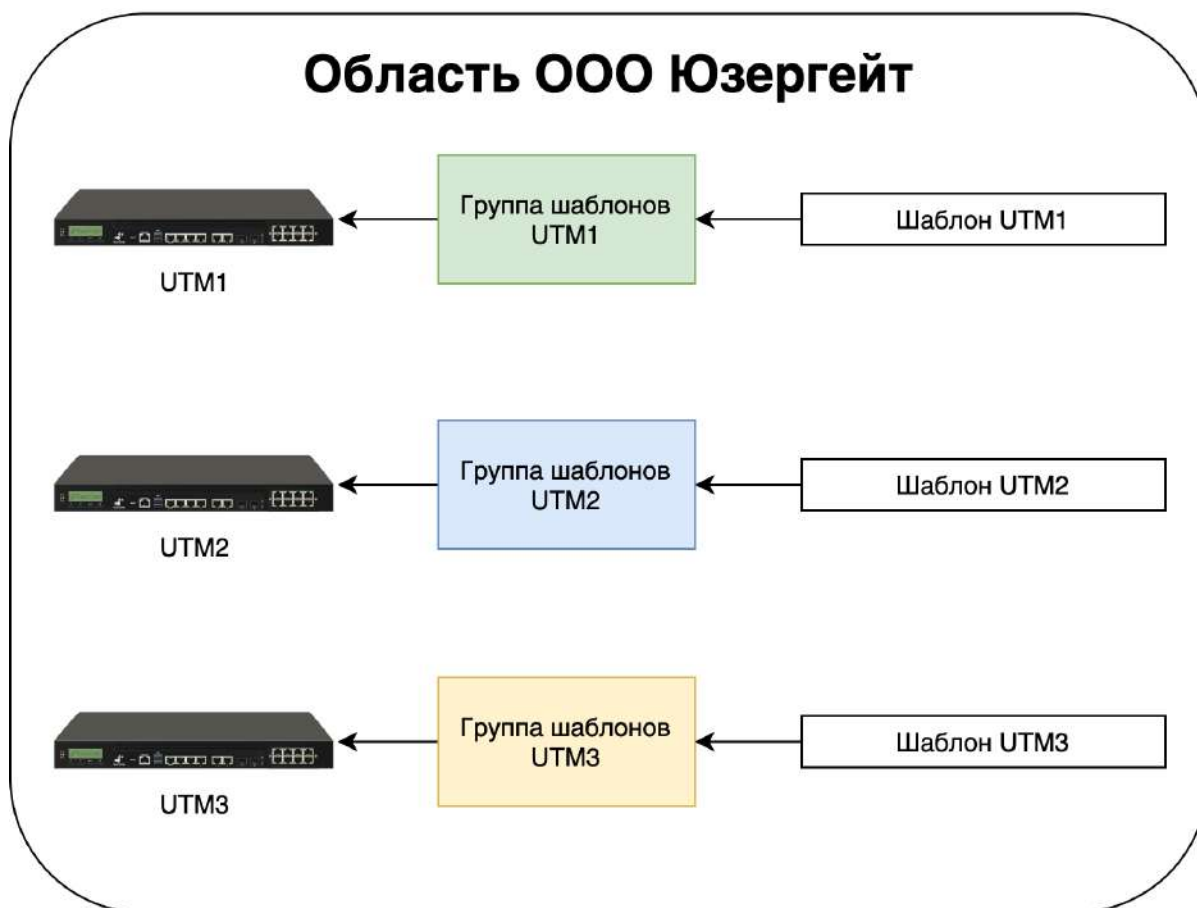 Область ООО Юзергейт
Группа шаблонов
UTM1
Шаблон UTM1
UTM1
Группа шаблонов
UTM2
Шаблон UTM2
UTM2
Группа шаблонов
UTM3
Шаблон UTM3
UTM3